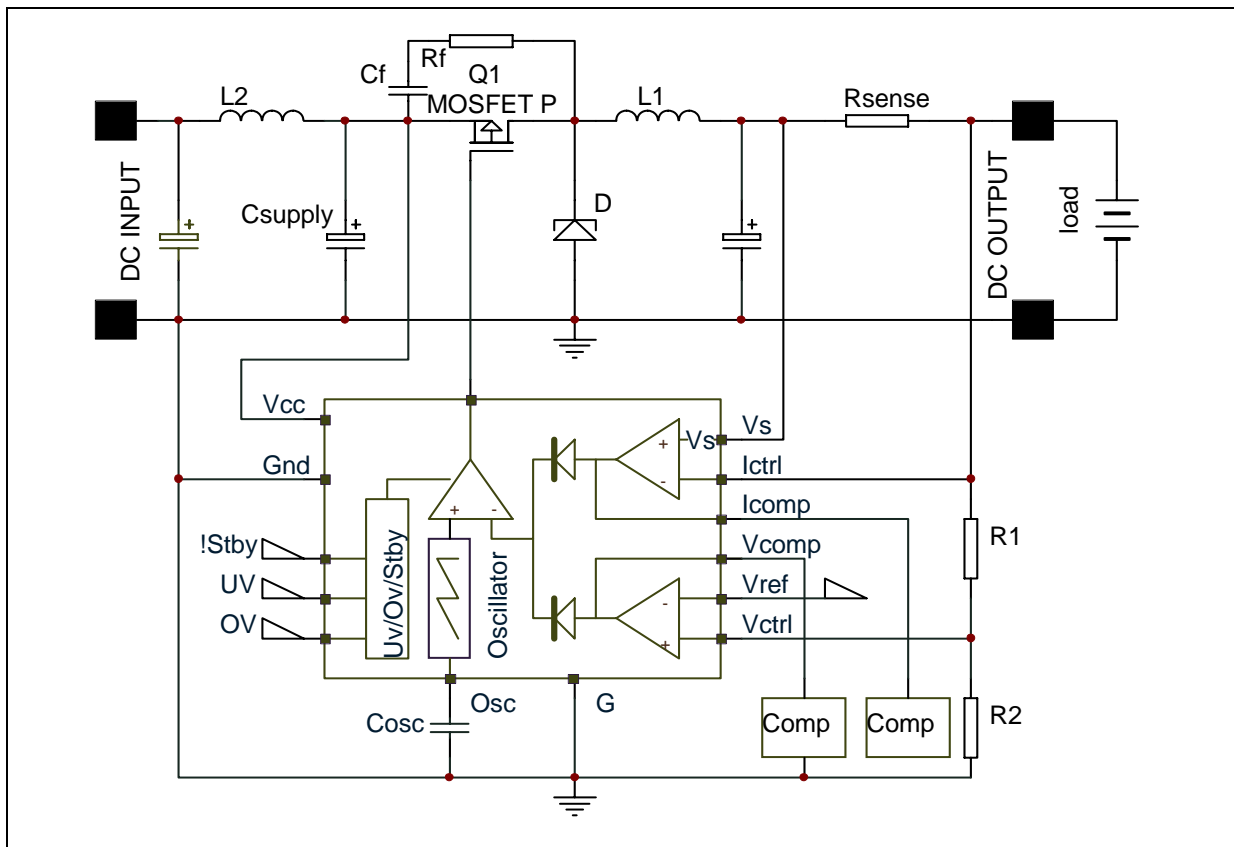 Rf
Cf
Q1
MOSFET P
L2
L1
Rsense
DC INPUT
Csupply
+
+
D
+
DC OUTPUT
load
Vcc
Vs
Vs
+
-
Gnd
Ictrl
+
-
Icomp
!Stby
Vcomp
R1
UV
Vref
-
OV
Vctrl
+
Uv/Ov/Stby
Oscillator
Osc
G
Cosc
Comp
Comp
R2